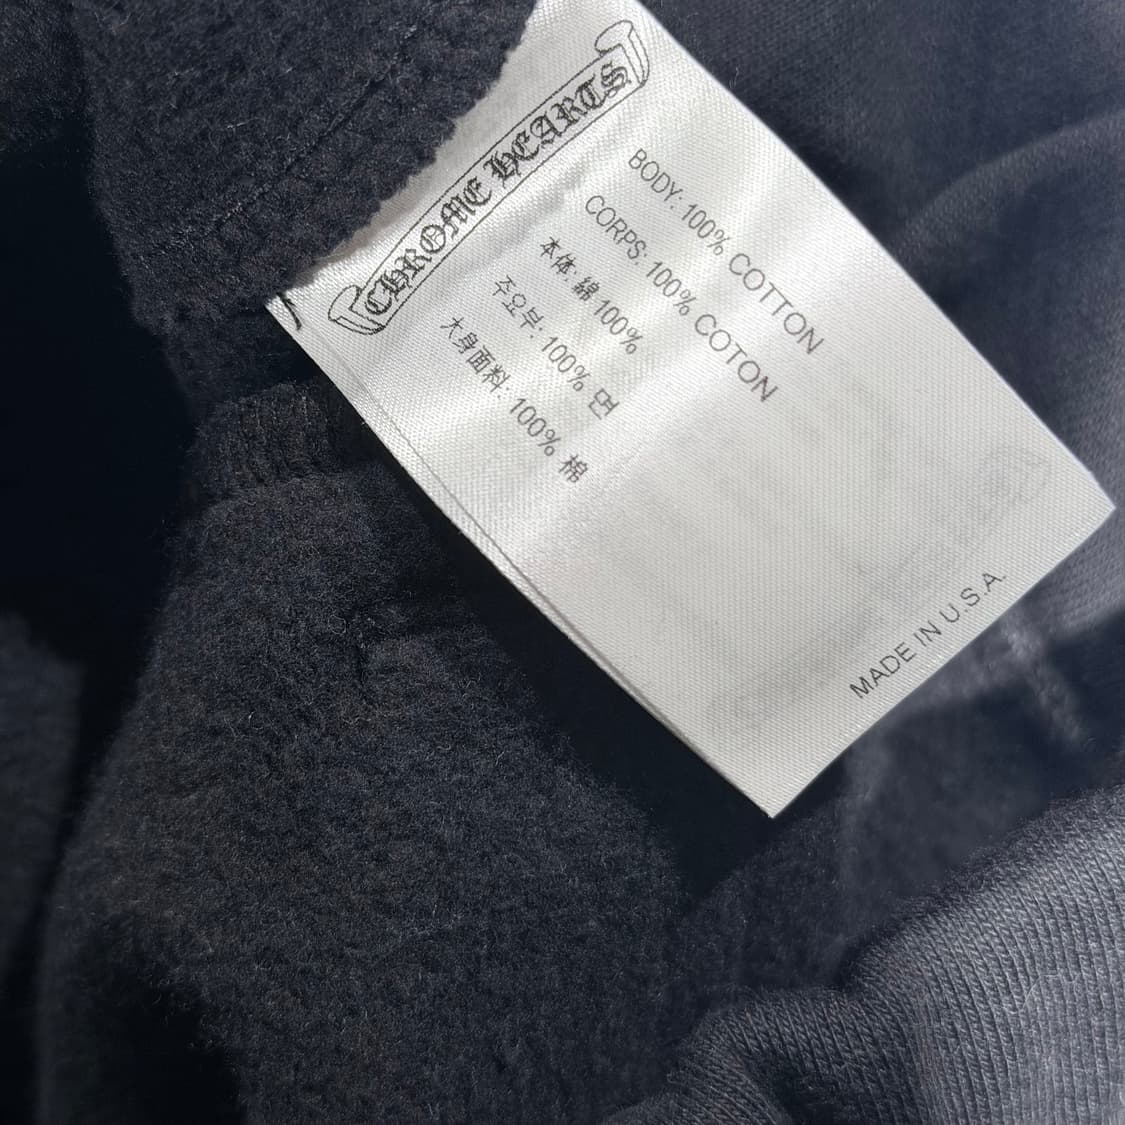 CHROME HEARTS
BODY: 100% COTTON
CORPS: 100% COTON
本体: 綿 100%
주요부: 100% 면
大身面料: 100% 棉
MADE IN U.S.A.